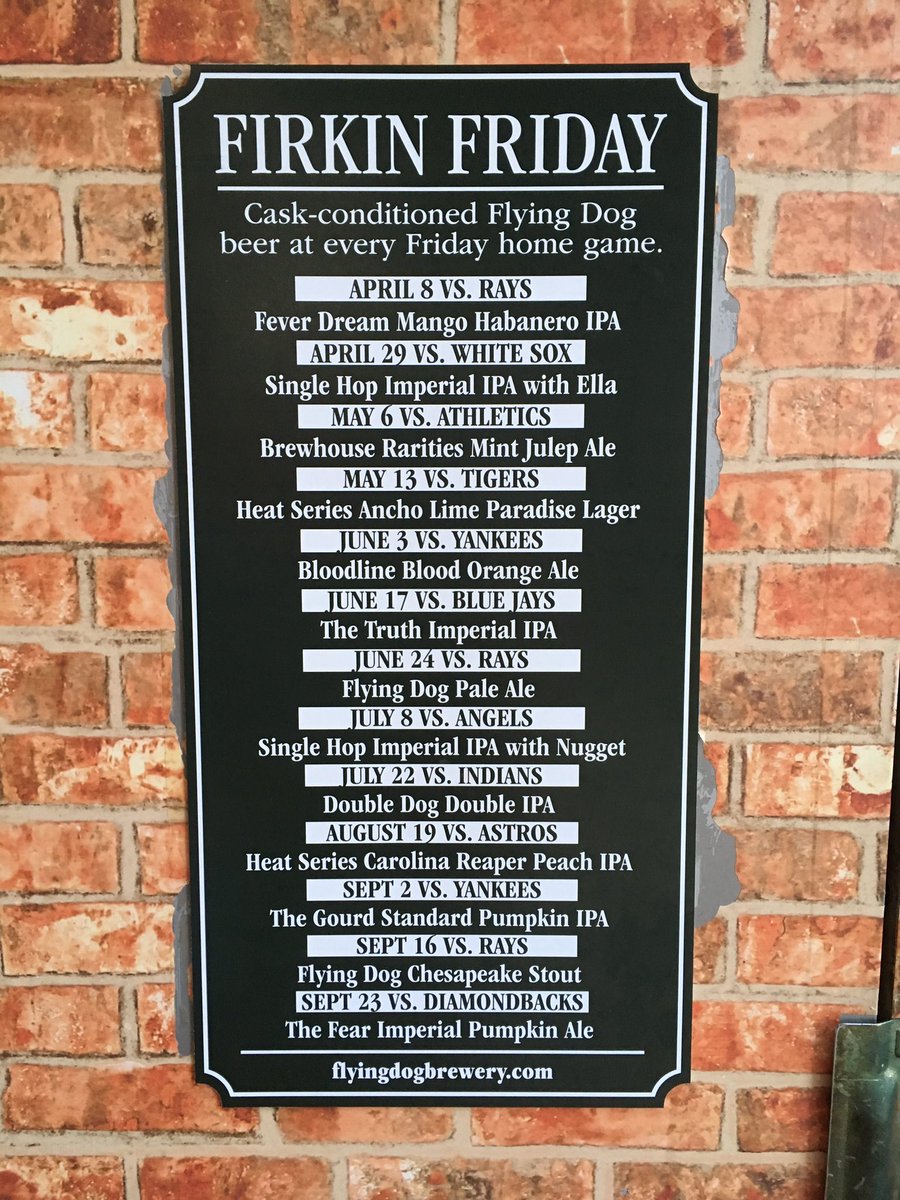 FIRKIN FRIDAY
Cask-conditioned Flying Dog
beer at every Friday home game.
APRIL 8 VS. RAYS
Fever Dream Mango Habanero IPA
APRIL 29 VS. WHITE SOX
Single Hop Imperial IPA with Ella
MAY 6 VS. ATHLETICS
Brewhouse Rarities Mint Julep Ale
MAY 13 VS. TIGERS
Heat Series Ancho Lime Paradise Lager
JUNE 3 VS. YANKEES
Bloodline Blood Orange Ale
JUNE 17 VS. BLUE JAYS
The Truth Imperial IPA
JUNE 24 VS. RAYS
Flying Dog Pale Ale
JULY 8 VS. ANGELS
Single Hop Imperial IPA with Nugget
JULY 22 VS. INDIANS
Double Dog Double IPA
AUGUST 19 VS. ASTROS
Heat Series Carolina Reaper Peach IPA
SEPT 2 VS. YANKEES
The Gourd Standard Pumpkin IPA
SEPT 16 VS. RAYS
Flying Dog Chesapeake Stout
SEPT 23 VS. DIAMONDBACKS
The Fear Imperial Pumpkin Ale
flyingdogbrewery.com